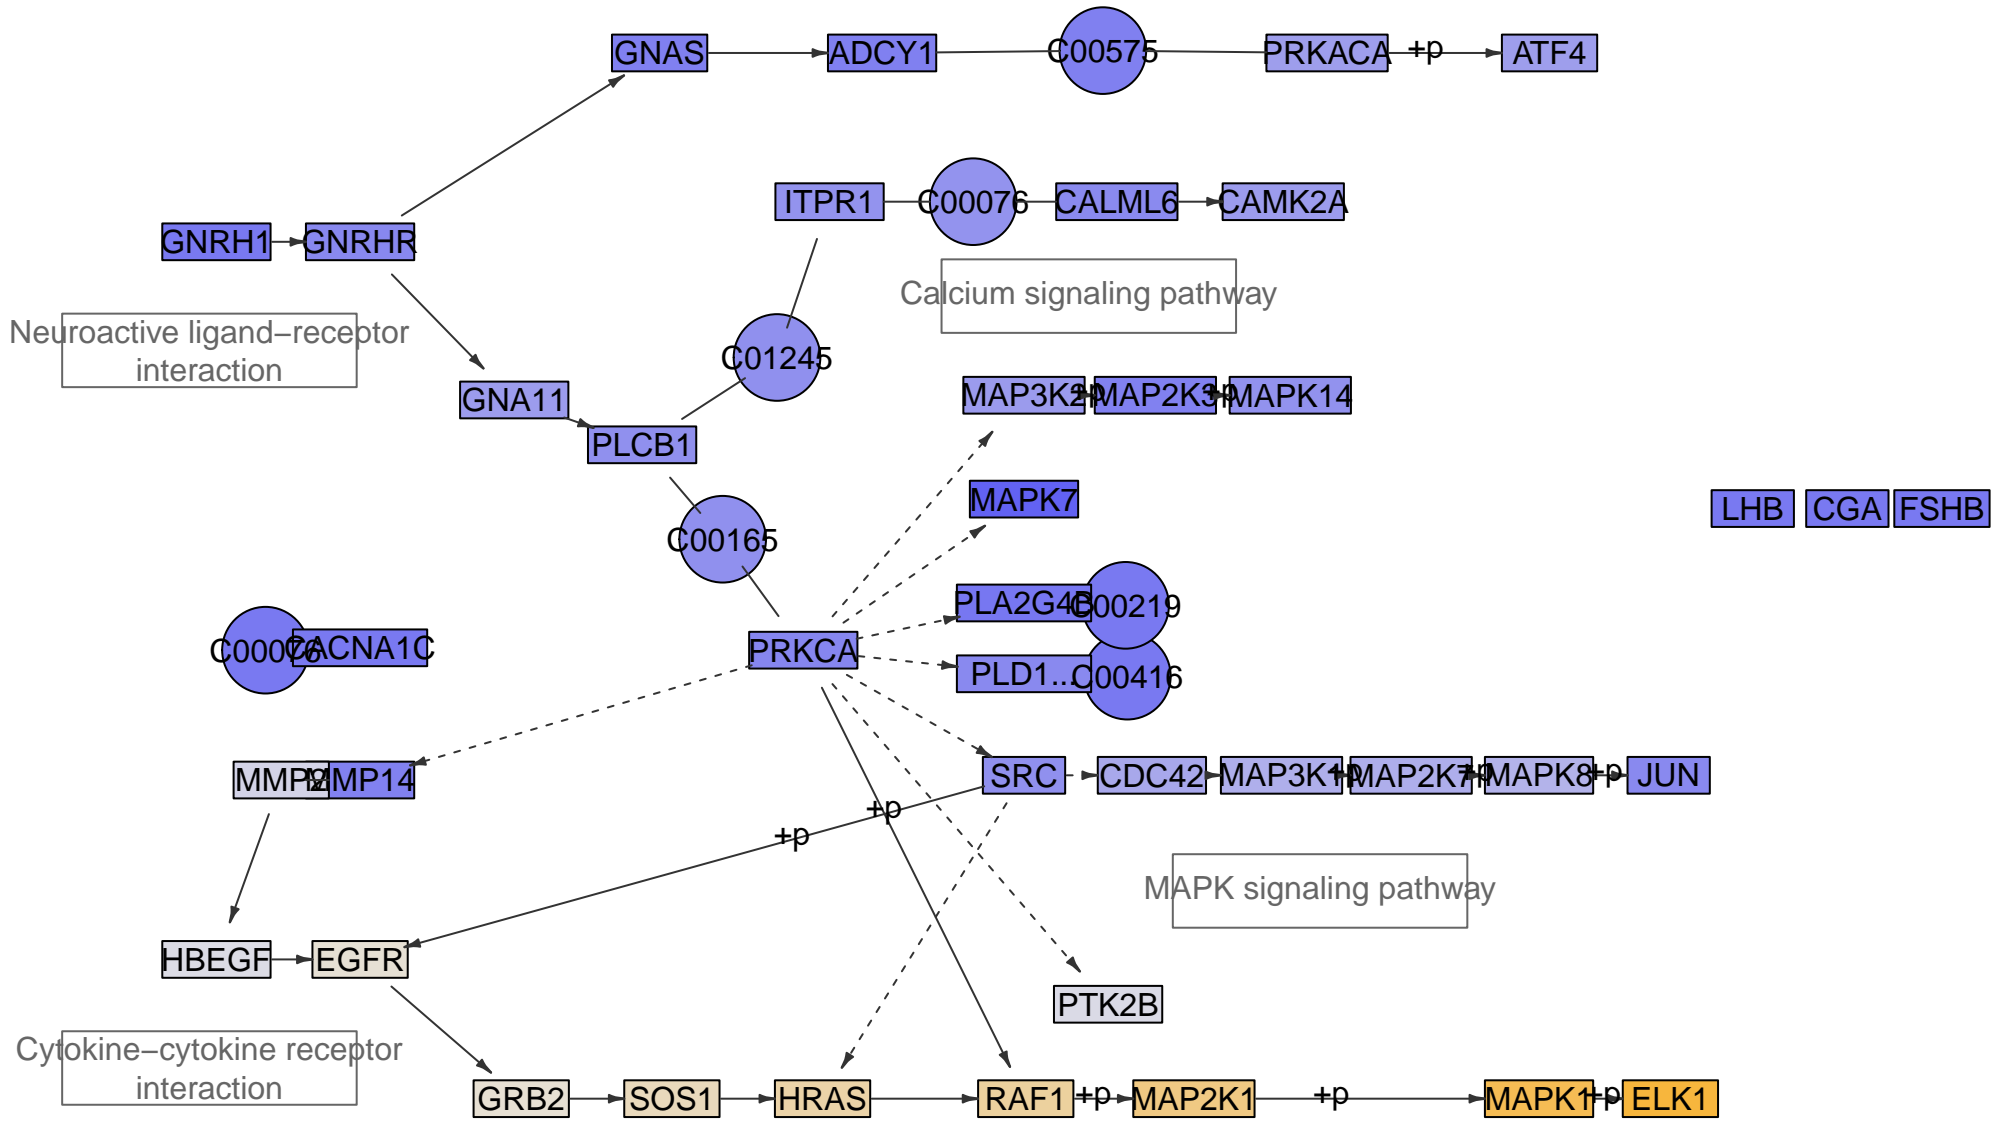 GNAS
ADCY1
C00575
PRKACA
+p
ATF4
ITPR1
C00076
CALML6
CAMK2A
GNRH1
GNRHR
Calcium signaling pathway
Neuroactive ligand−receptor
interaction
C01245
GNA11
MAP3K2
+p
MAP2K3
+p
MAPK14
PLCB1
MAPK7
LHB
CGA
FSHB
C00165
PLA2G4B
C00219
C00076
CACNA1C
PRKCA
PLD1...
C00416
MMP2
MMP14
SRC
CDC42
MAP3K1
+p
MAP2K7
+p
MAPK8
+p
JUN
+p
+p
MAPK signaling pathway
HBEGF
EGFR
PTK2B
Cytokine−cytokine receptor
interaction
GRB2
SOS1
HRAS
RAF1
+p
MAP2K1
+p
MAPK1
+p
ELK1